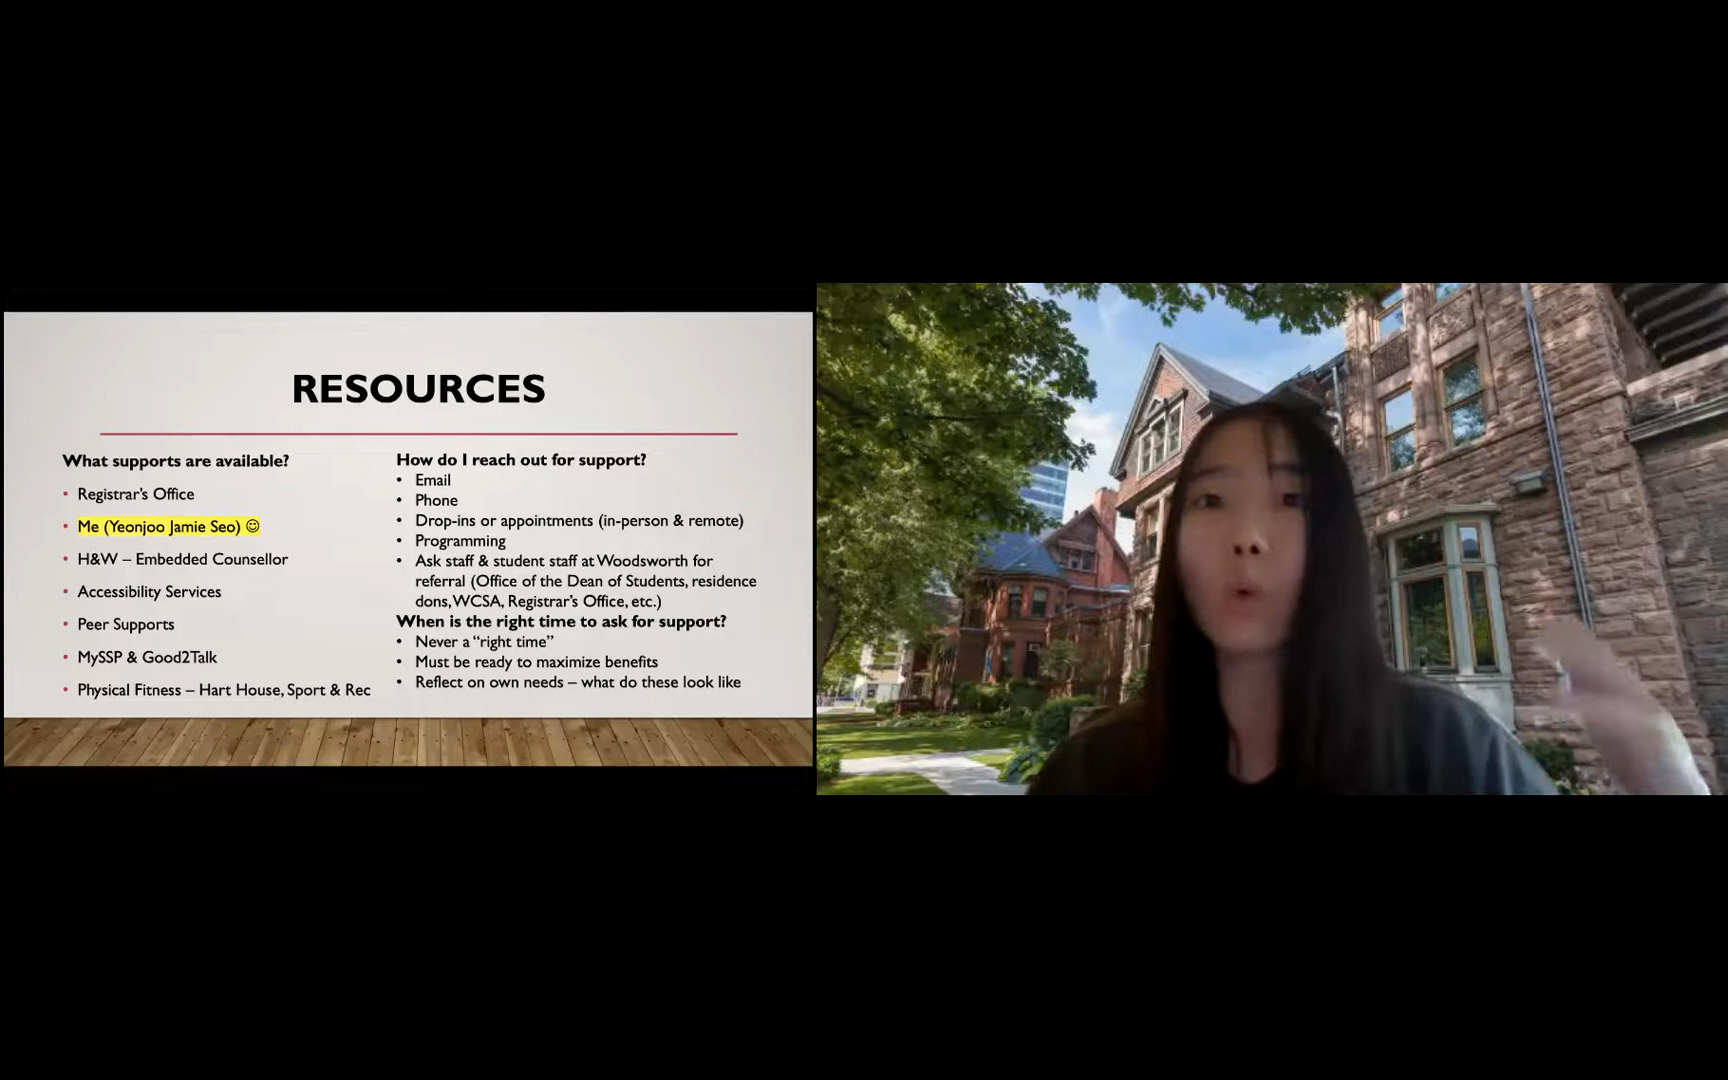 RESOURCES
What supports are available?
• Registrar's Office
• Me (Yeonjoo Jamie Seo) ☺
• H&W – Embedded Counsellor
• Accessibility Services
• Peer Supports
• MySSP & Good2Talk
• Physical Fitness – Hart House, Sport & Rec
How do I reach out for support?
• Email
• Phone
• Drop-ins or appointments (in-person & remote)
• Programming
• Ask staff & student staff at Woodsworth for
referral (Office of the Dean of Students, residence
dons, WCSA, Registrar's Office, etc.)
When is the right time to ask for support?
• Never a “right time”
• Must be ready to maximize benefits
• Reflect on own needs – what do these look like